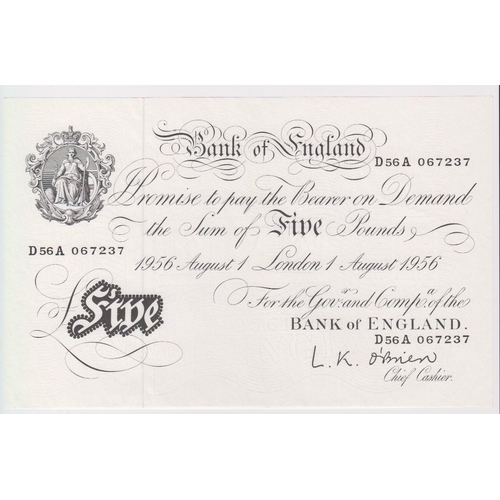 Bank of England
D56A 067237
Promise to pay the Bearer on Demand
the Sum of Five Pounds
D56A 067237
1956 August 1 London 1 August 1956
For the Govr. and Compa. of the
BANK of ENGLAND.
D56A 067237
£Five
L. K. O'Brien
Chief Cashier.